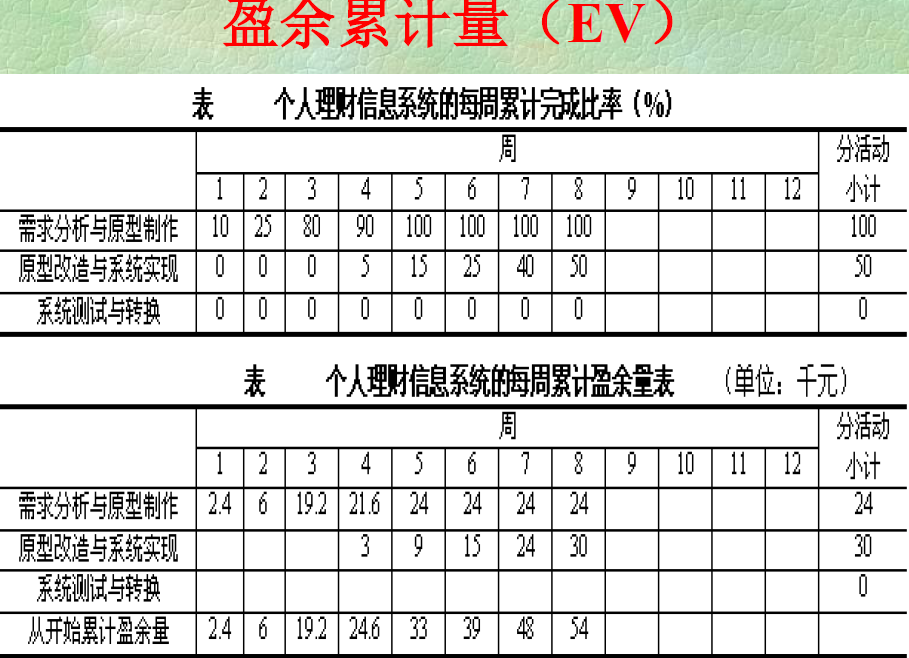 盈余累计量（EV）
表 个人理财信息系统的每周累计完成比率（%）
周 分活动
1 2 3 4 5 6 7 8 9 10 11 12 小计
需求分析与原型制作 10 25 80 90 100 100 100 100 100
原型改造与系统实现 0 0 0 5 15 25 40 50 50
系统测试与转换 0 0 0 0 0 0 0 0 0
表 个人理财信息系统的每周累计盈余量表 （单位：千元）
周 分活动
1 2 3 4 5 6 7 8 9 10 11 12 小计
需求分析与原型制作 2.4 6 19.2 21.6 24 24 24 24 24
原型改造与系统实现 3 9 15 24 30 30
系统测试与转换 0
从开始累计盈余量 2.4 6 19.2 24.6 33 39 48 54